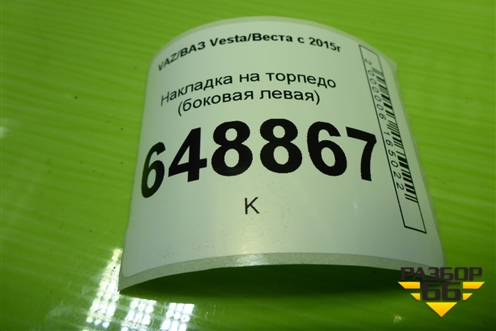 VAZ/ВАЗ Vesta/Веста с 2015г
Накладка на торпедо
(боковая левая)
648867
К
РАЗБОР
66